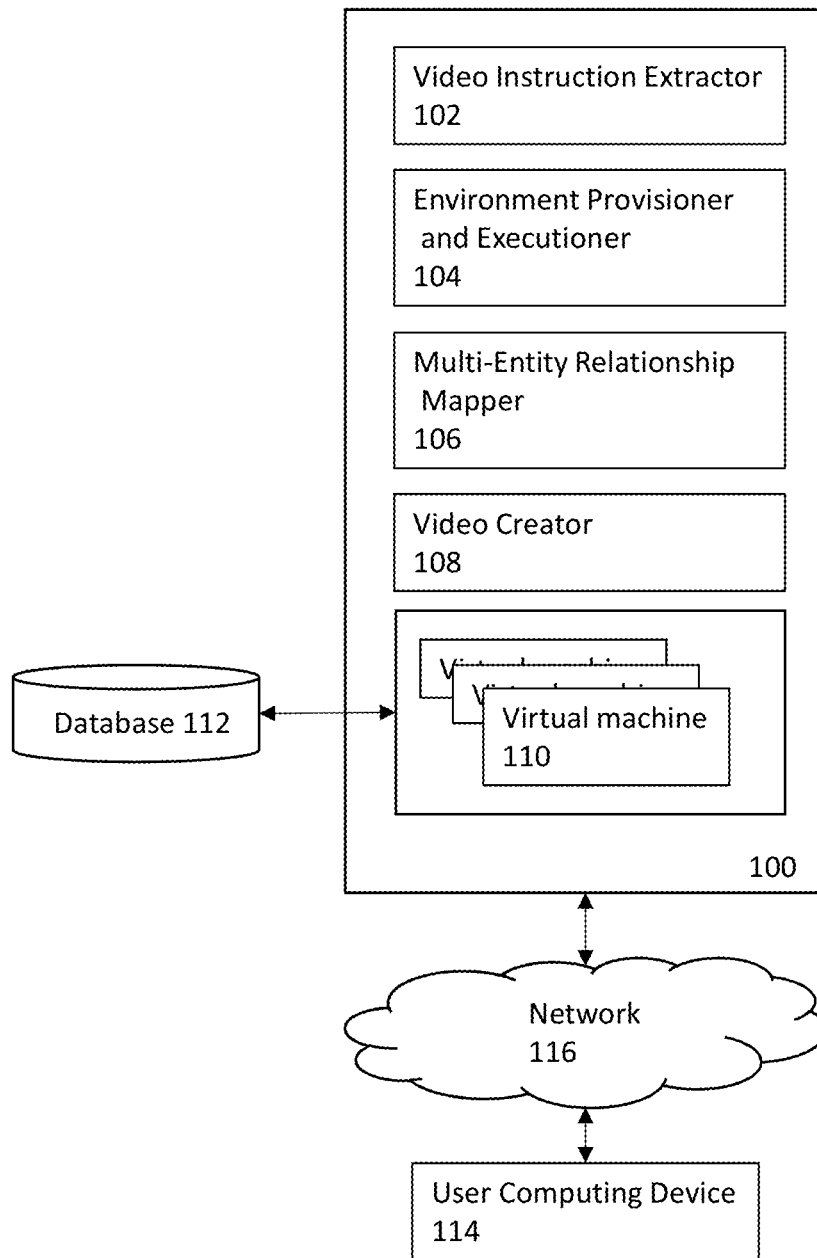 Video Instruction Extractor
102
Environment Provisioner
and Executioner
104
Multi-Entity Relationship
Mapper
106
Video Creator
108
Virtual machine
110
Database 112
100
Network
116
User Computing Device
114